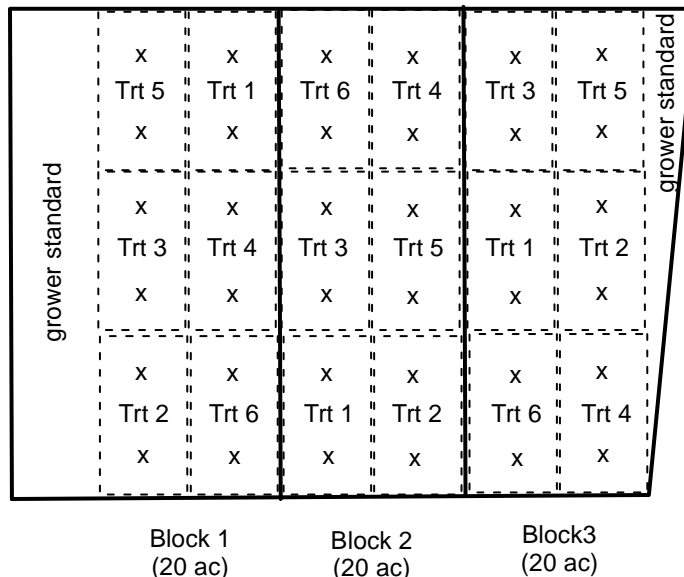 x x x x x x
Trt 5 Trt 1 Trt 6 Trt 4 Trt 3 Trt 5
x x x x x x
grower standard
x x x x x x
Trt 3 Trt 4 Trt 3 Trt 5 Trt 1 Trt 2
x x x x x x
grower standard
x x x x x x
Trt 2 Trt 6 Trt 1 Trt 2 Trt 6 Trt 4
x x x x x x
Block 1 Block 2 Block3
(20 ac) (20 ac) (20 ac)